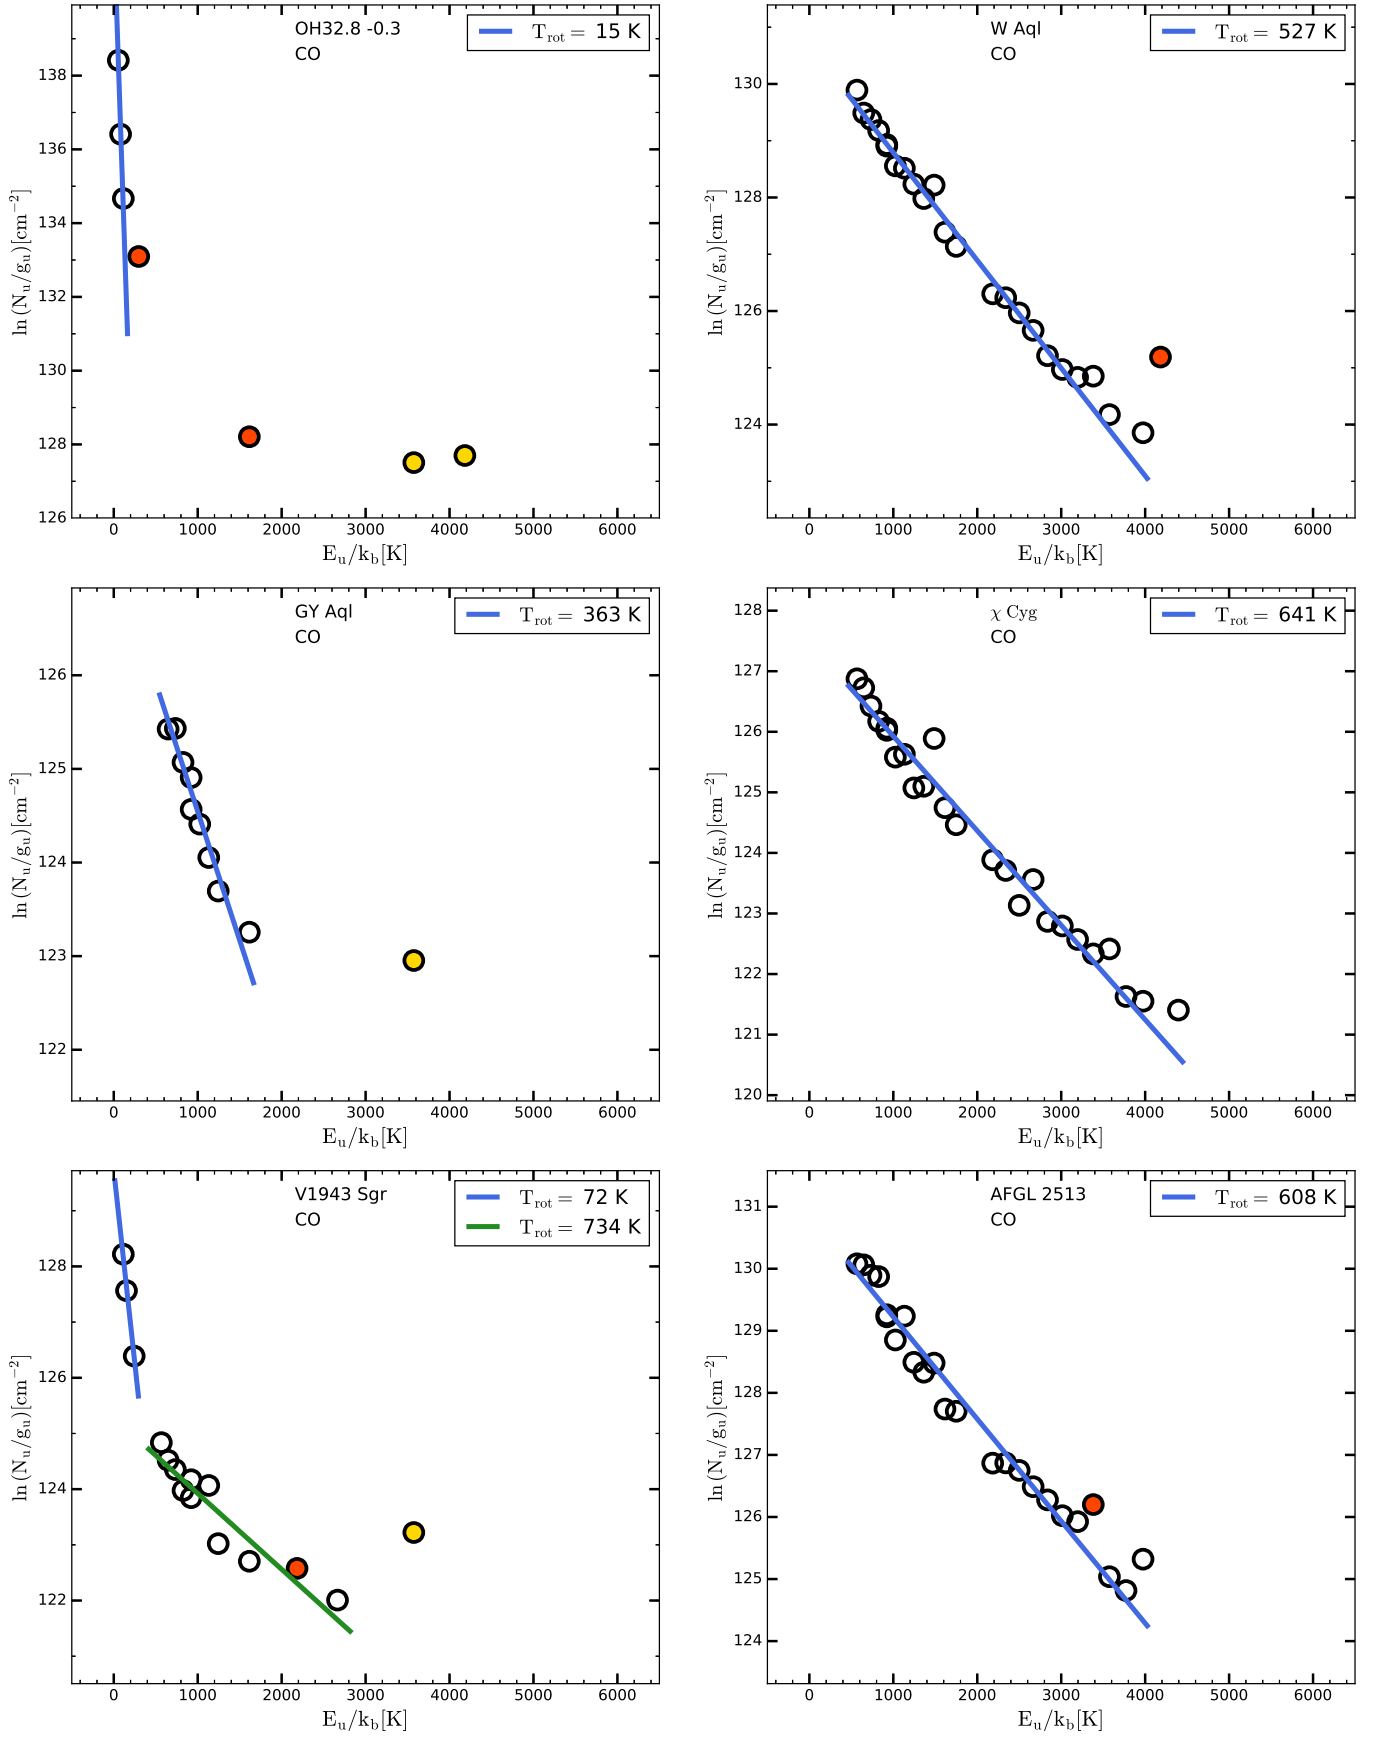 OH32.8 -0.3
CO
T_rot = 15 K
138
136
134
132
130
128
126
ln (N_u/g_u)[cm^−2]
0 1000 2000 3000 4000 5000 6000
E_u/k_b[K]
W Aql
CO
T_rot = 527 K
130
128
126
124
ln (N_u/g_u)[cm^−2]
0 1000 2000 3000 4000 5000 6000
E_u/k_b[K]
GY Aql
CO
T_rot = 363 K
126
125
124
123
122
ln (N_u/g_u)[cm^−2]
0 1000 2000 3000 4000 5000 6000
E_u/k_b[K]
χ Cyg
CO
T_rot = 641 K
128
127
126
125
124
123
122
121
120
ln (N_u/g_u)[cm^−2]
0 1000 2000 3000 4000 5000 6000
E_u/k_b[K]
V1943 Sgr
CO
T_rot = 72 K
T_rot = 734 K
128
126
124
122
ln (N_u/g_u)[cm^−2]
0 1000 2000 3000 4000 5000 6000
E_u/k_b[K]
AFGL 2513
CO
T_rot = 608 K
131
130
129
128
127
126
125
124
ln (N_u/g_u)[cm^−2]
0 1000 2000 3000 4000 5000 6000
E_u/k_b[K]